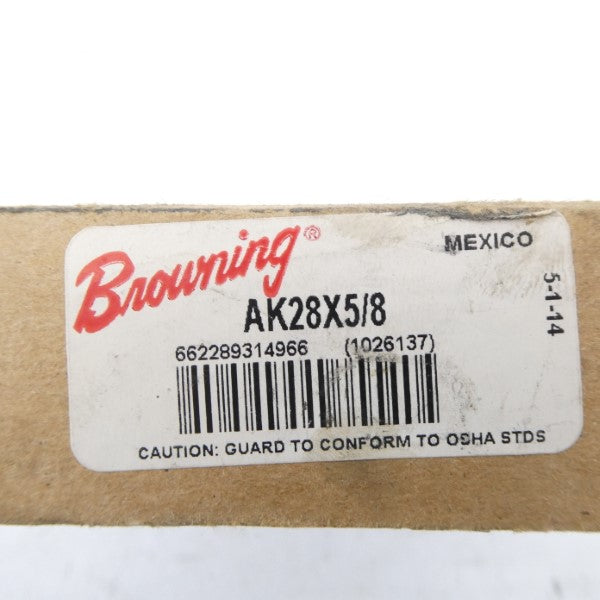 Browning®
MEXICO
AK28X5/8
5-1-14
662289314966 (1026137)
CAUTION: GUARD TO CONFORM TO OSHA STDS